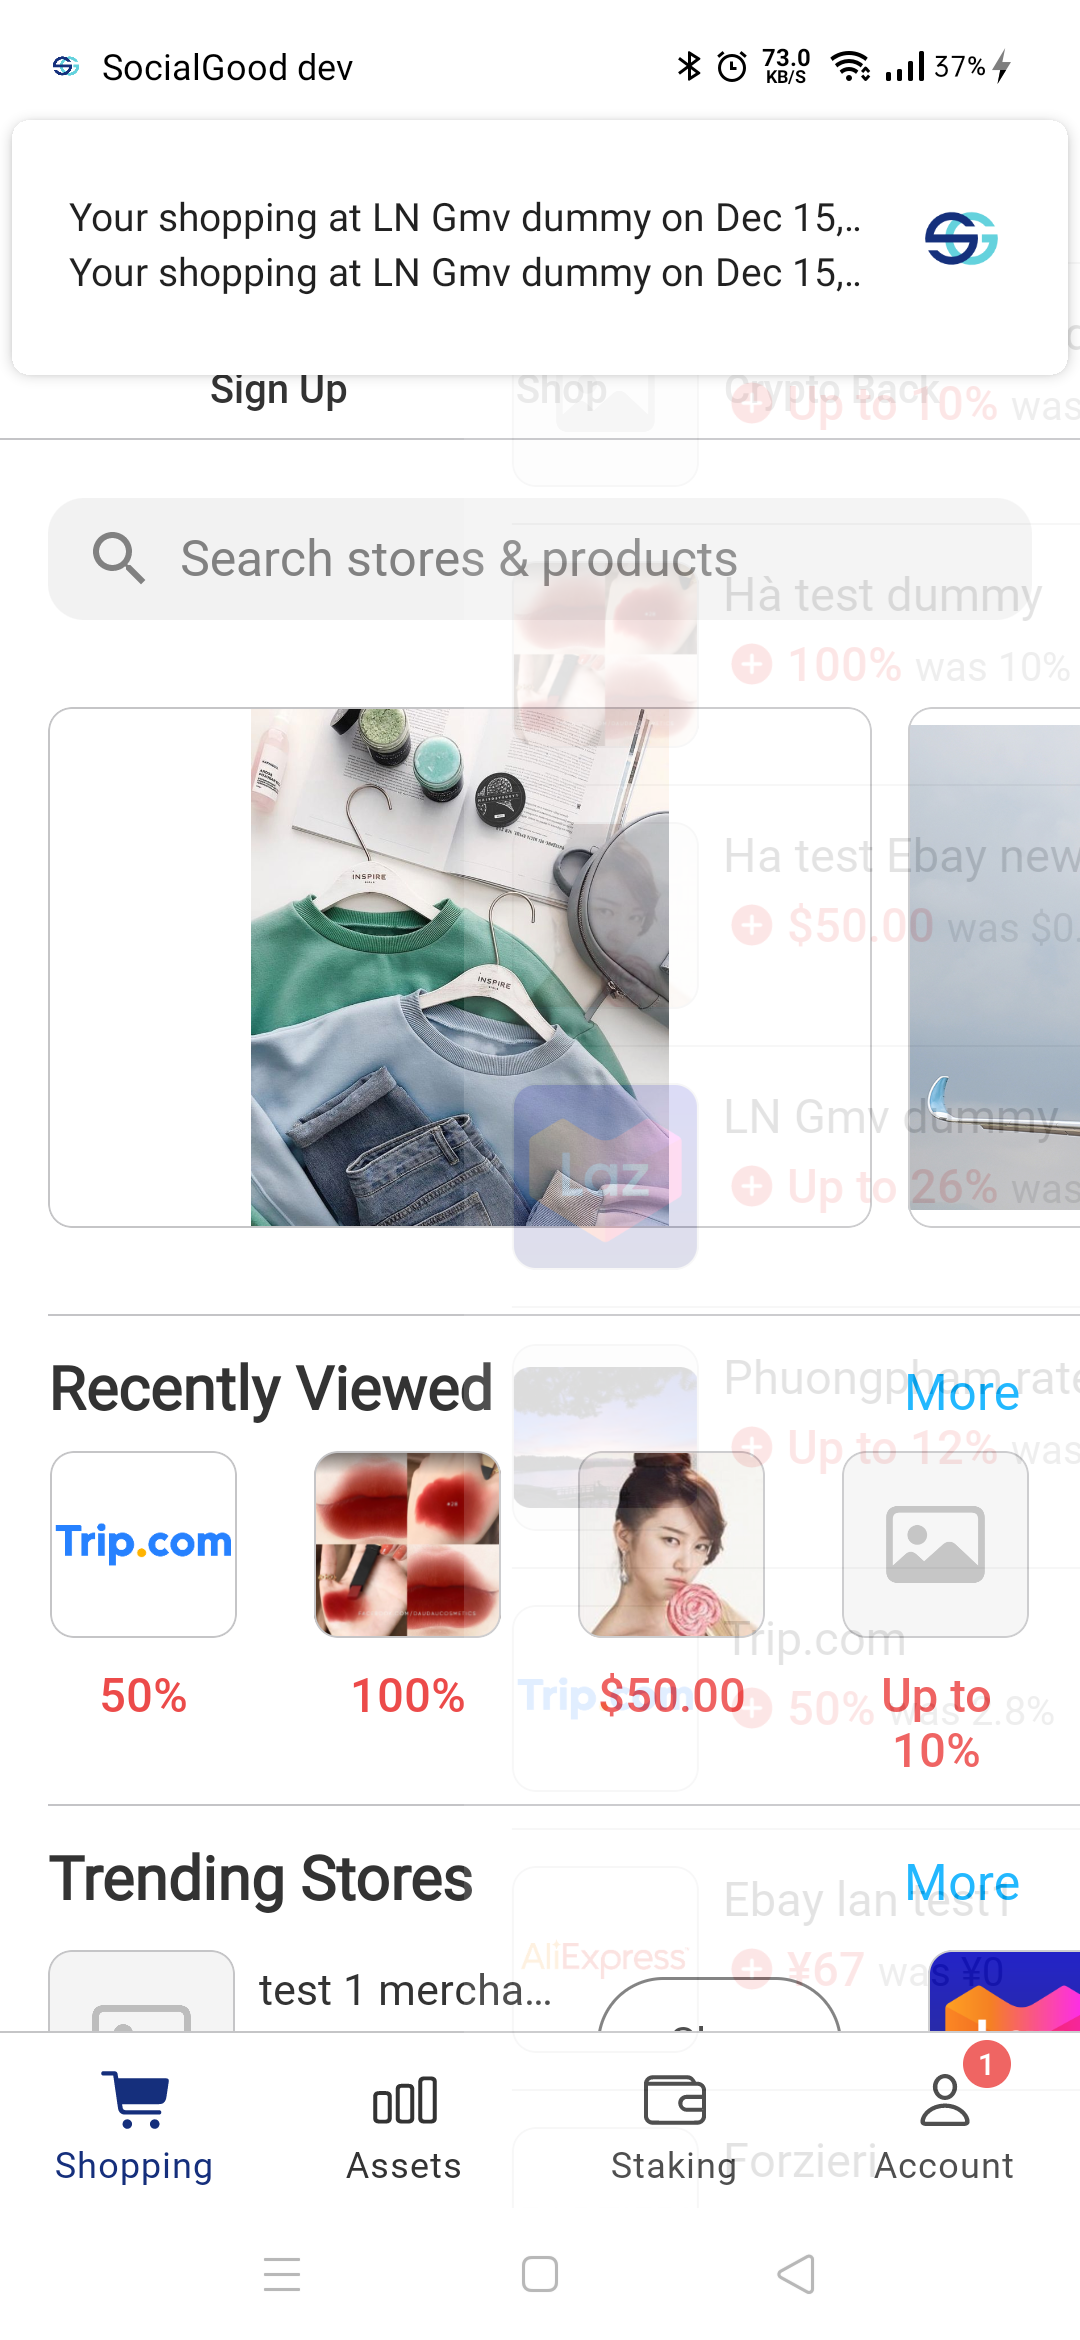 SocialGood dev
73.0
KB/S
37%
Your shopping at LN Gmv dummy on Dec 15,..
Your shopping at LN Gmv dummy on Dec 15,..
Sign Up
Shop
Crypto Back
Up to 10% was
Search stores & products
Hà test dummy
100% was 10%
INSPIRE
INSPIRE
Ha test Ebay new
$50.00 was $0.
LN Gmv dummy
Laz
Up to 26% was
Recently Viewed
More
Phuongpham rate
Up to 12% was
Trip.com
50%
100%
$50.00
Up to
10%
Trip.com
Trip.com
50% was 2.8%
Trending Stores
More
Ebay lan test
AliExpress
¥67 was ¥0
test 1 mercha...
Forzieri
1
Shopping
Assets
Staking
Account